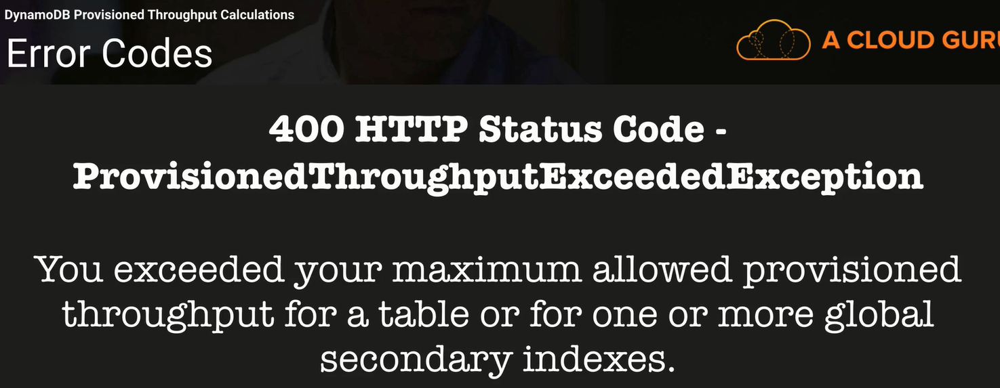 DynamoDB Provisioned Throughput Calculations
Error Codes
A CLOUD GURU
400 HTTP Status Code -
ProvisionedThroughputExceededException
You exceeded your maximum allowed provisioned
throughput for a table or for one or more global
secondary indexes.